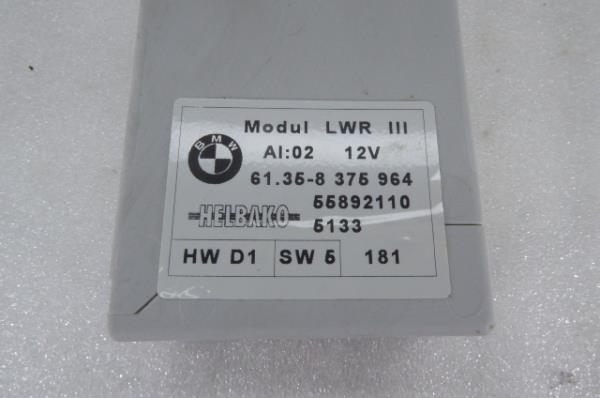 BMW
Modul LWR III
AI:02 12V
61.35-8 375 964
55892110
HELBAKO
5133
HW D1 SW 5 181